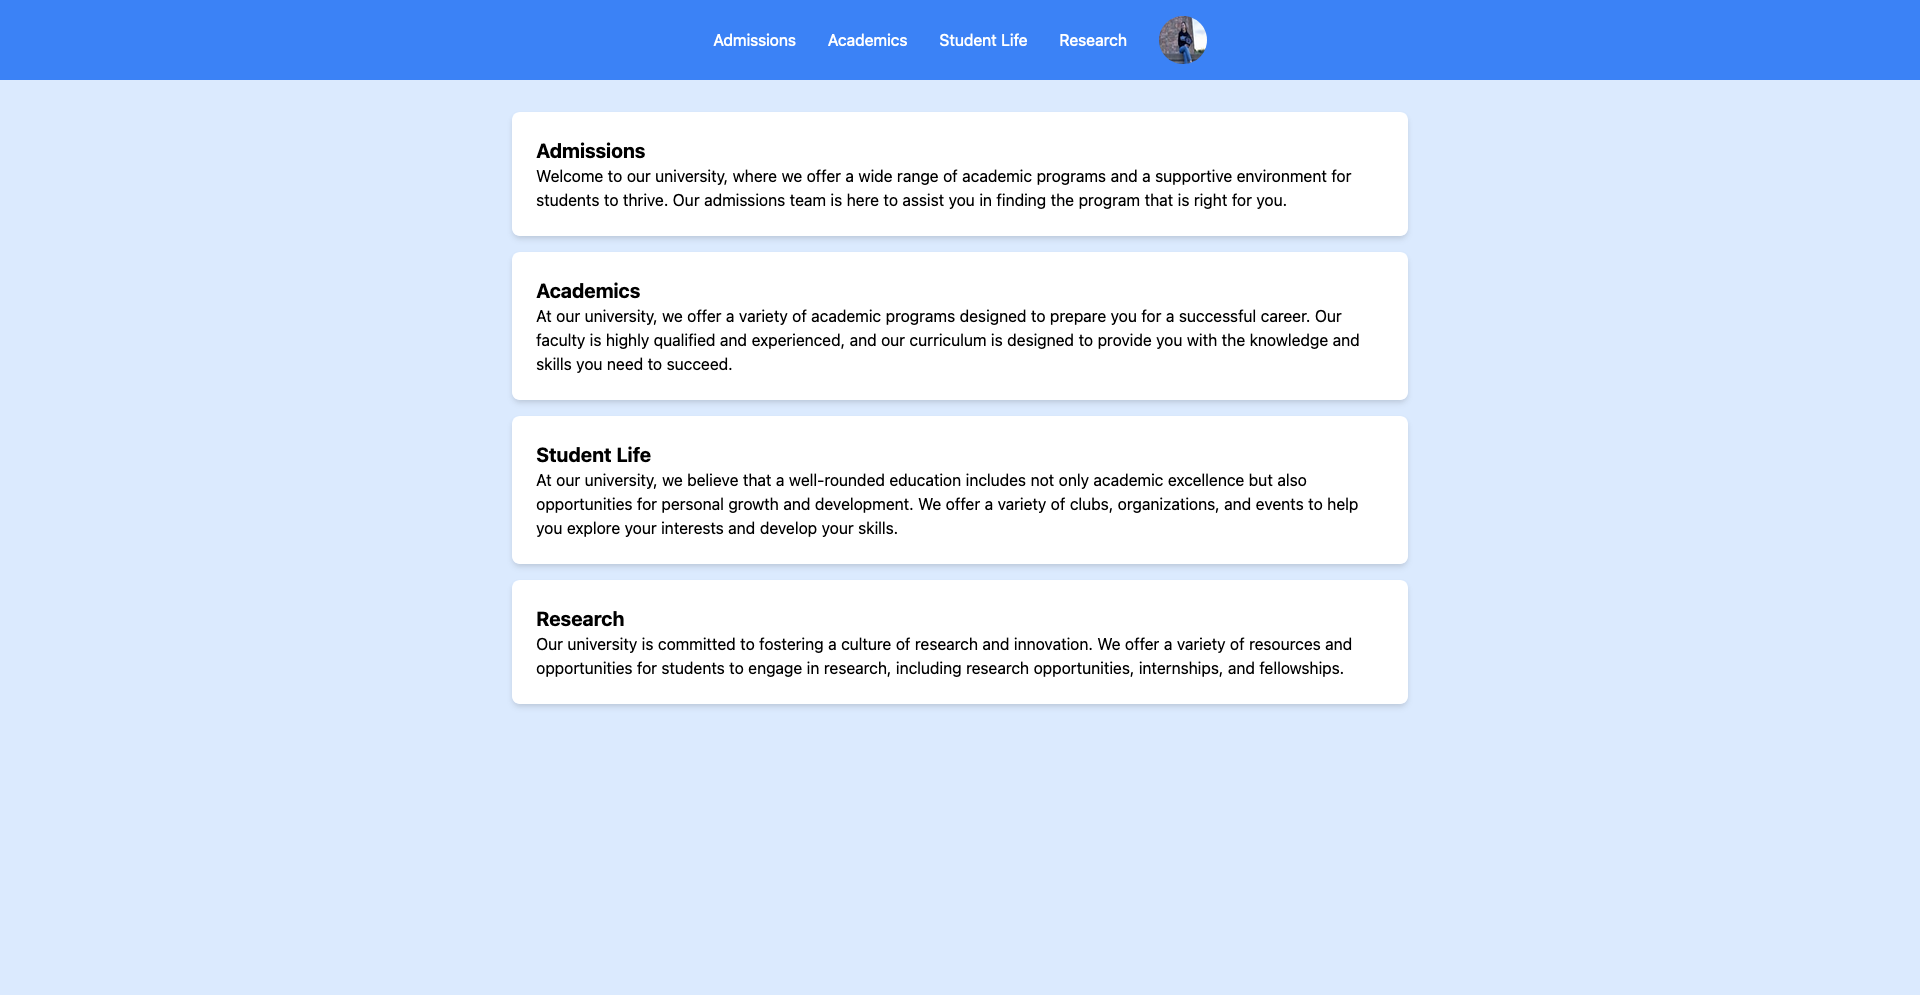 Admissions
Academics
Student Life
Research
Admissions
Welcome to our university, where we offer a wide range of academic programs and a supportive environment for
students to thrive. Our admissions team is here to assist you in finding the program that is right for you.
Academics
At our university, we offer a variety of academic programs designed to prepare you for a successful career. Our
faculty is highly qualified and experienced, and our curriculum is designed to provide you with the knowledge and
skills you need to succeed.
Student Life
At our university, we believe that a well-rounded education includes not only academic excellence but also
opportunities for personal growth and development. We offer a variety of clubs, organizations, and events to help
you explore your interests and develop your skills.
Research
Our university is committed to fostering a culture of research and innovation. We offer a variety of resources and
opportunities for students to engage in research, including research opportunities, internships, and fellowships.